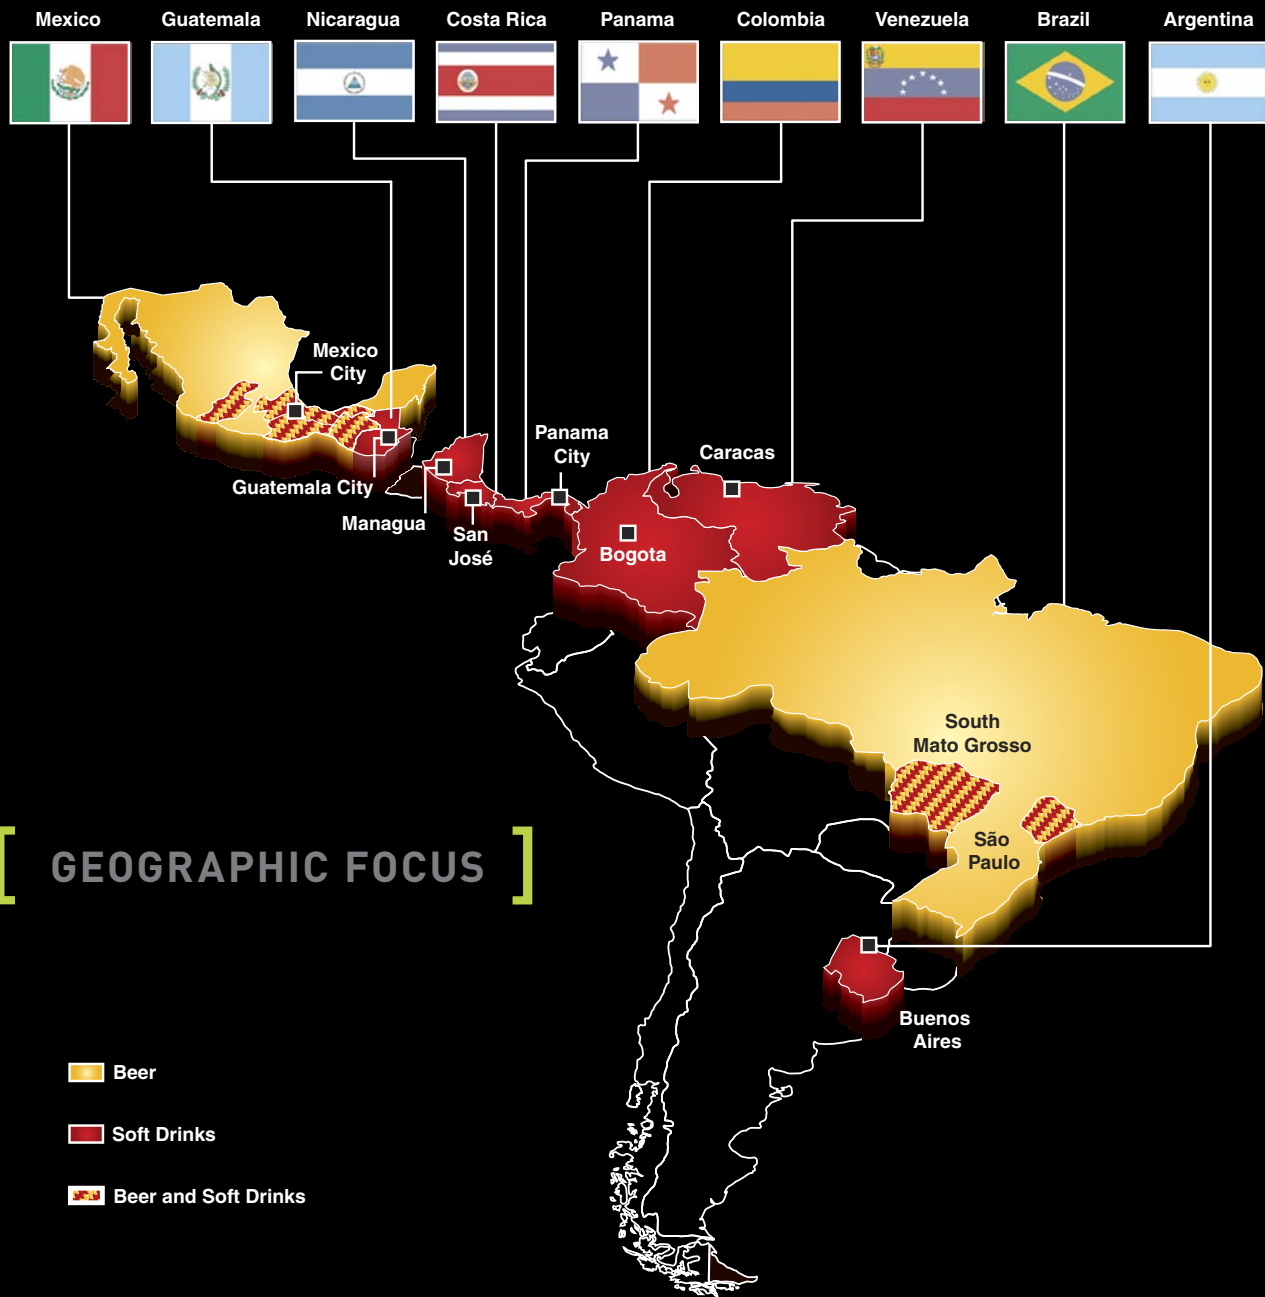 Mexico
Guatemala
Nicaragua
Costa Rica
Panama
Colombia
Venezuela
Brazil
Argentina
Mexico
City
Guatemala City
Managua
San
José
Panama
City
Caracas
Bogota
South
Mato Grosso
São
Paulo
[ GEOGRAPHIC FOCUS ]
Buenos
Aires
Beer
Soft Drinks
Beer and Soft Drinks